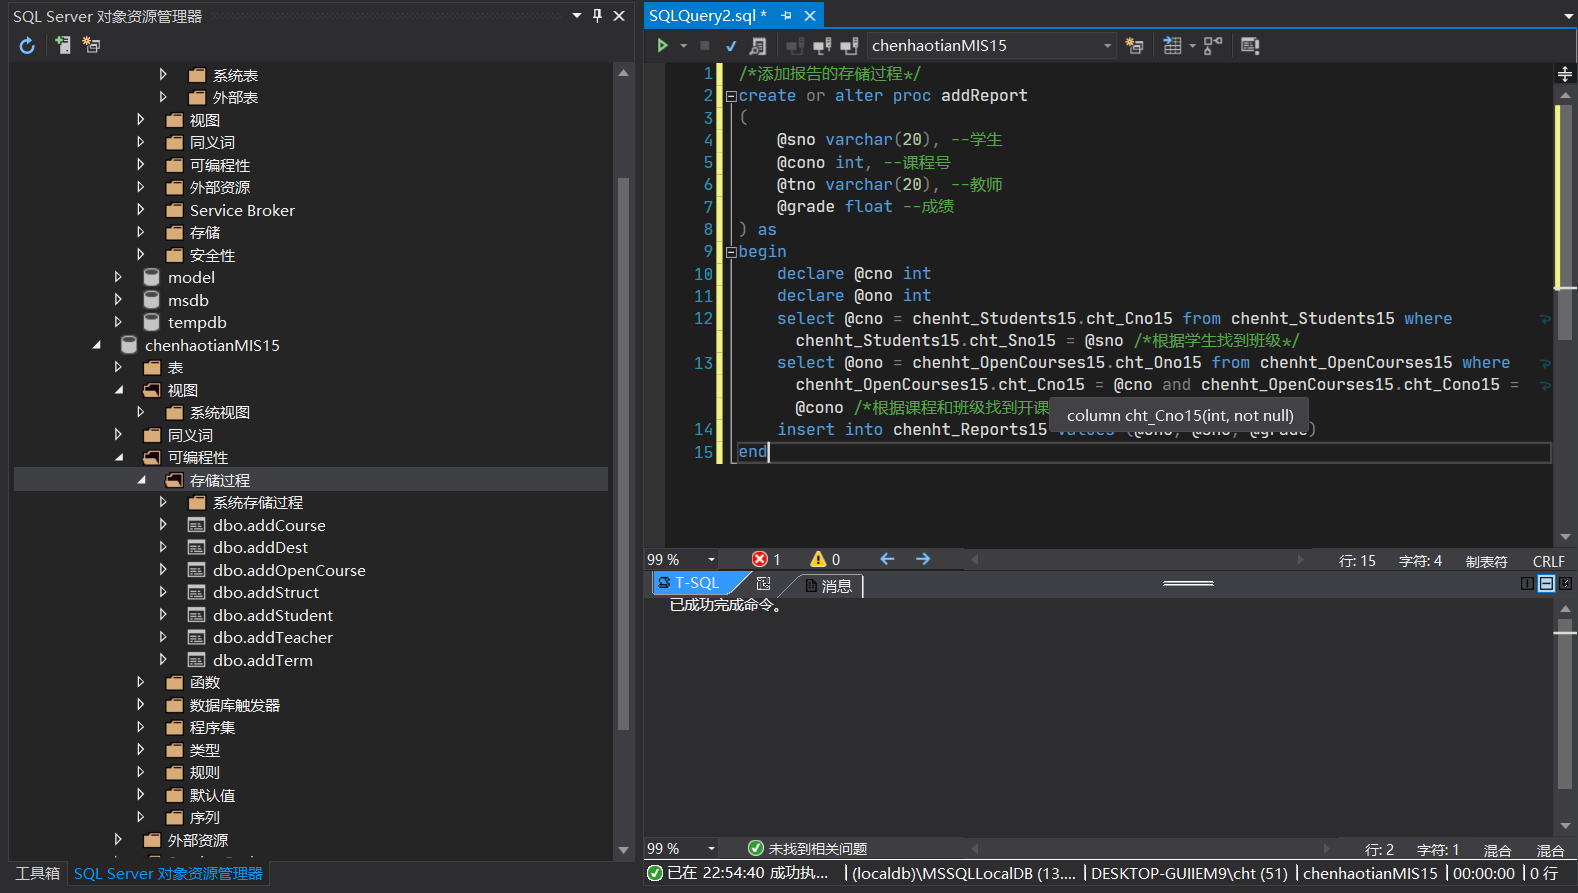 SQL Server 对象资源管理器
系统表
外部表
视图
同义词
可编程性
外部资源
Service Broker
存储
安全性
model
msdb
tempdb
chenhaotianMIS15
表
视图
系统视图
同义词
可编程性
存储过程
系统存储过程
dbo.addCourse
dbo.addDest
dbo.addOpenCourse
dbo.addStruct
dbo.addStudent
dbo.addTeacher
dbo.addTerm
函数
数据库触发器
程序集
类型
规则
默认值
序列
外部资源
工具箱 SQL Server 对象资源管理器
SQLQuery2.sql *
chenhaotianMIS15
1 /*添加报告的存储过程*/
2 create or alter proc addReport
3 (
4 @sno varchar(20), --学生
5 @cono int, --课程号
6 @tno varchar(20), --教师
7 @grade float --成绩
8 ) as
9 begin
10 declare @cno int
11 declare @ono int
12 select @cno = chenht_Students15.cht_Cno15 from chenht_Students15 where
chenht_Students15.cht_Sno15 = @sno /*根据学生找到班级*/
13 select @ono = chenht_OpenCourses15.cht_Ono15 from chenht_OpenCourses15 where
chenht_OpenCourses15.cht_Cno15 = @cno and chenht_OpenCourses15.cht_Cono15 =
@cono /*根据课程和班级找到开课
column cht_Cno15(int, not null)
14 insert into chenht_Reports15 values (@ono, @sno, @grade)
15 end
99 % 1 0 行: 15 字符: 4 制表符 CRLF
T-SQL 消息
已成功完成命令。
99 % 未找到相关问题 行: 2 字符: 1 混合 混合
已在 22:54:40 成功执... (localdb)\MSSQLLocalDB (13.... DESKTOP-GUIIEM9\cht (51) chenhaotianMIS15 00:00:00 0 行